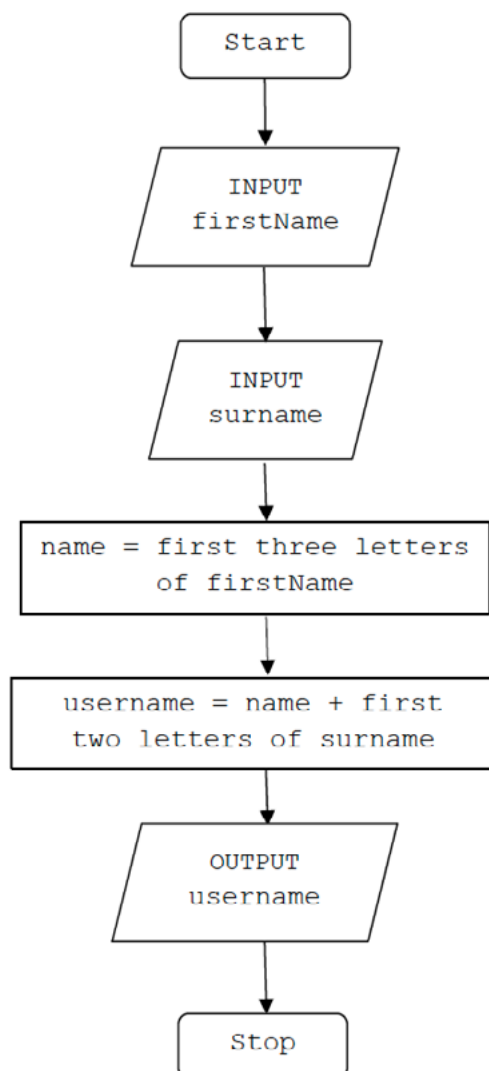 Start
INPUT
firstName
INPUT
surname
name = first three letters
of firstName
username = name + first
two letters of surname
OUTPUT
username
Stop